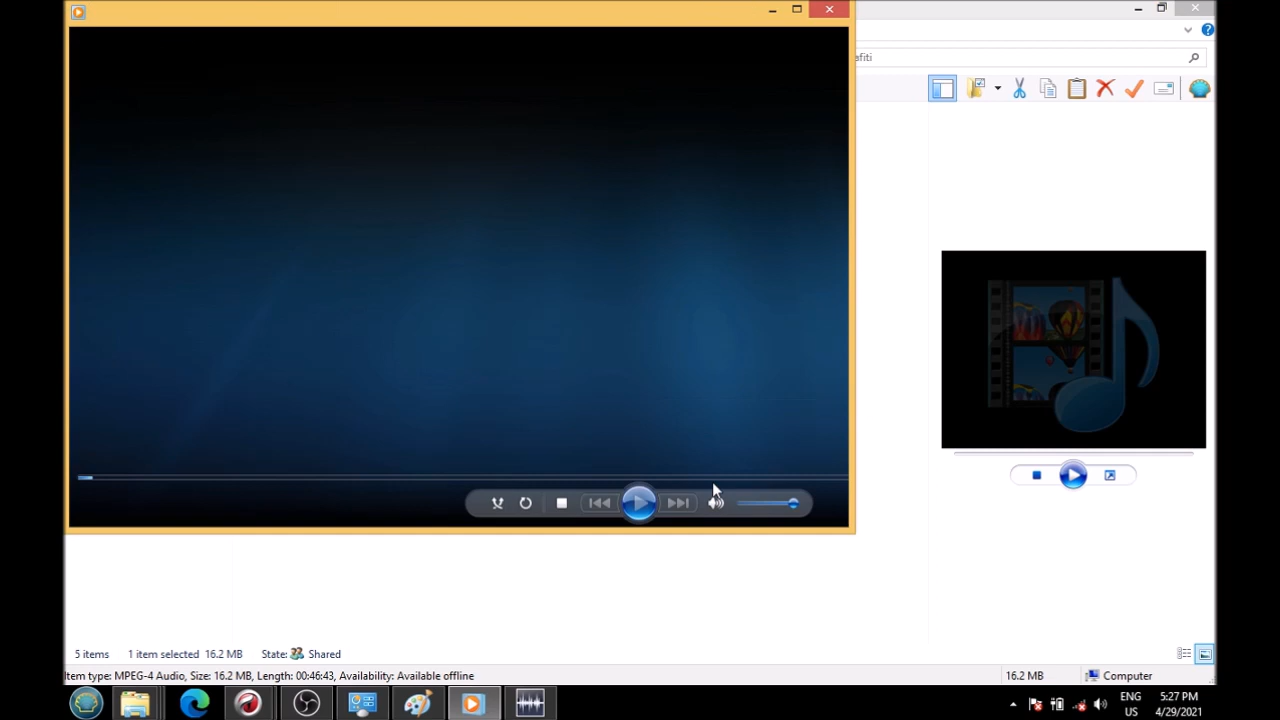 afiti
5 items 1 item selected 16.2 MB State: Shared
Item type: MPEG-4 Audio, Size: 16.2 MB, Length: 00:46:43, Availability: Available offline 16.2 MB Computer
ENG 5:27 PM
US 4/29/2021